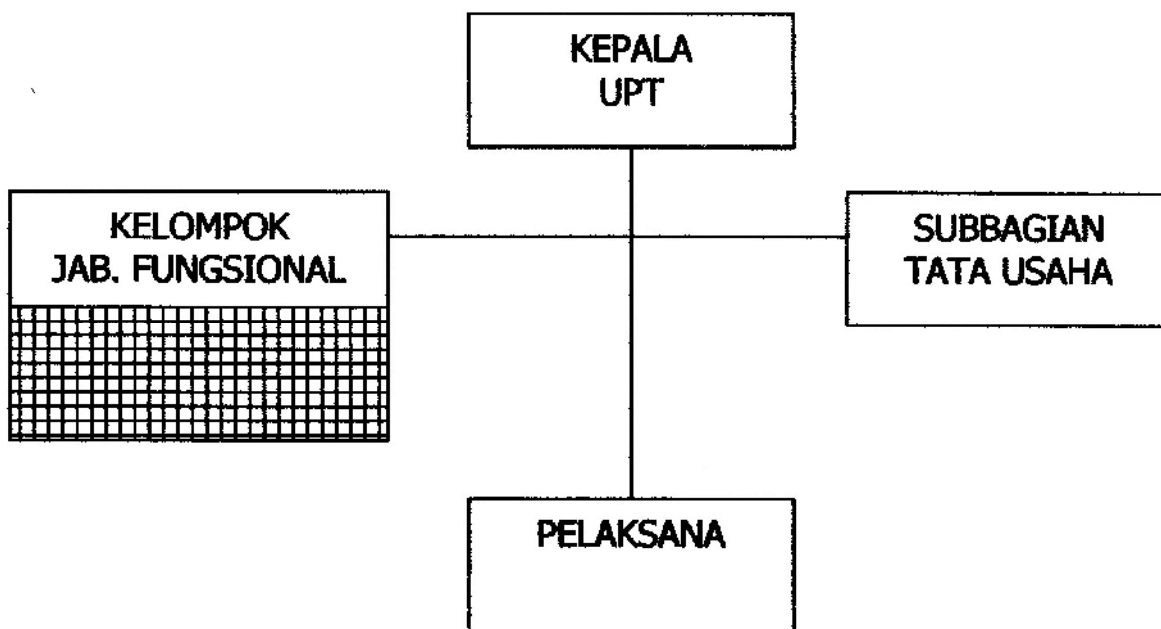 KEPALA
UPT
KELOMPOK
JAB. FUNGSIONAL
SUBBAGIAN
TATA USAHA
PELAKSANA